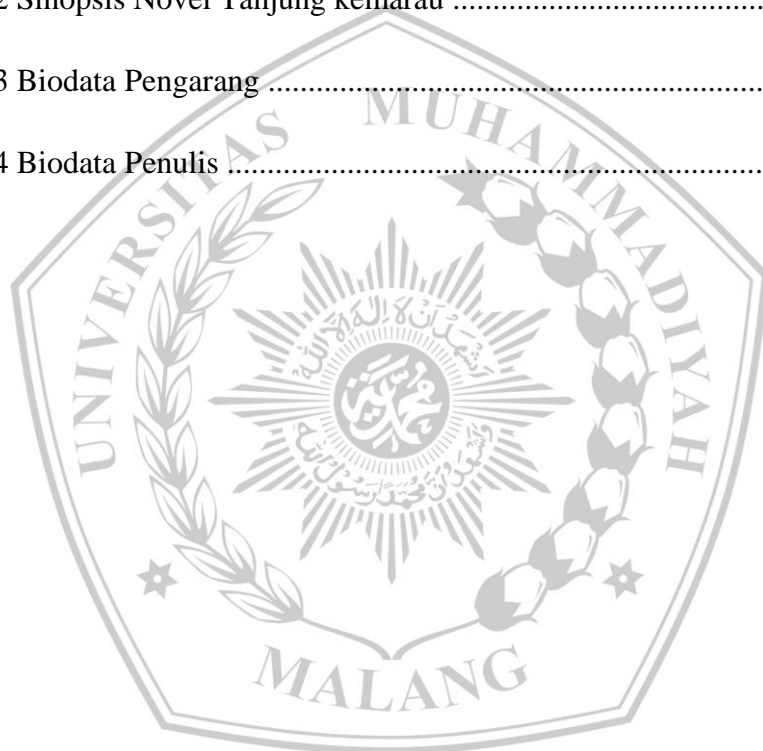 2 Sinopsis Novel Tanjung kemarau ......................................
3 Biodata Pengarang .................................................................
4 Biodata Penulis ......................................................................
UNIVERSITAS MUHAMMADIYAH
MALANG